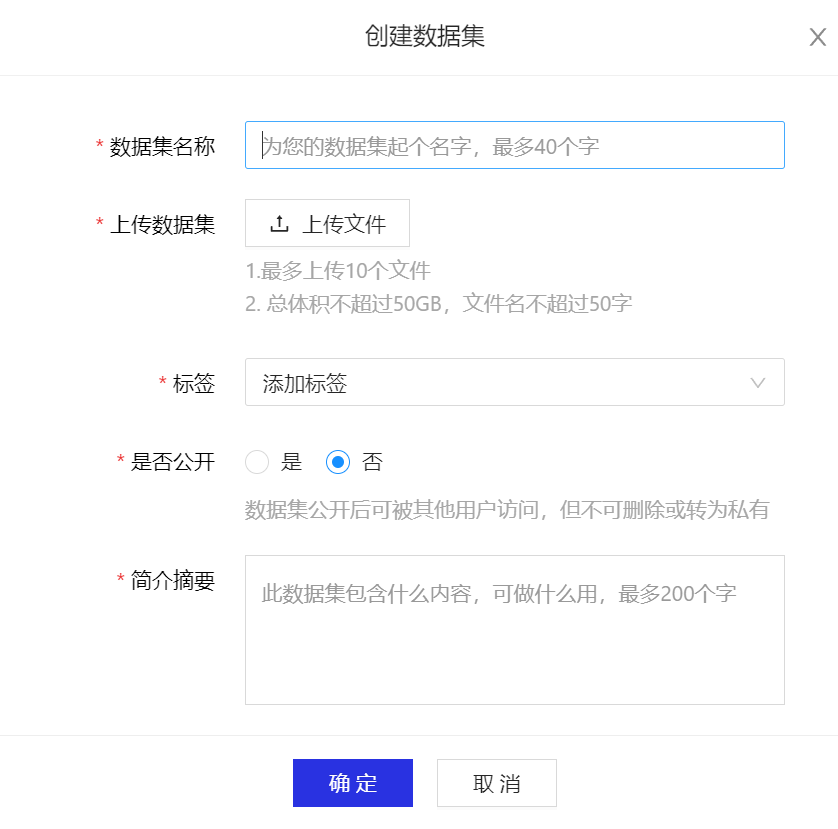 创建数据集
* 数据集名称 为您的数据集起个名字，最多40个字
* 上传数据集 上传文件
1.最多上传10个文件
2. 总体积不超过50GB，文件名不超过50字
* 标签 添加标签
* 是否公开 是 否
数据集公开后可被其他用户访问，但不可删除或转为私有
* 简介摘要 此数据集包含什么内容，可做什么用，最多200个字
确 定 取 消